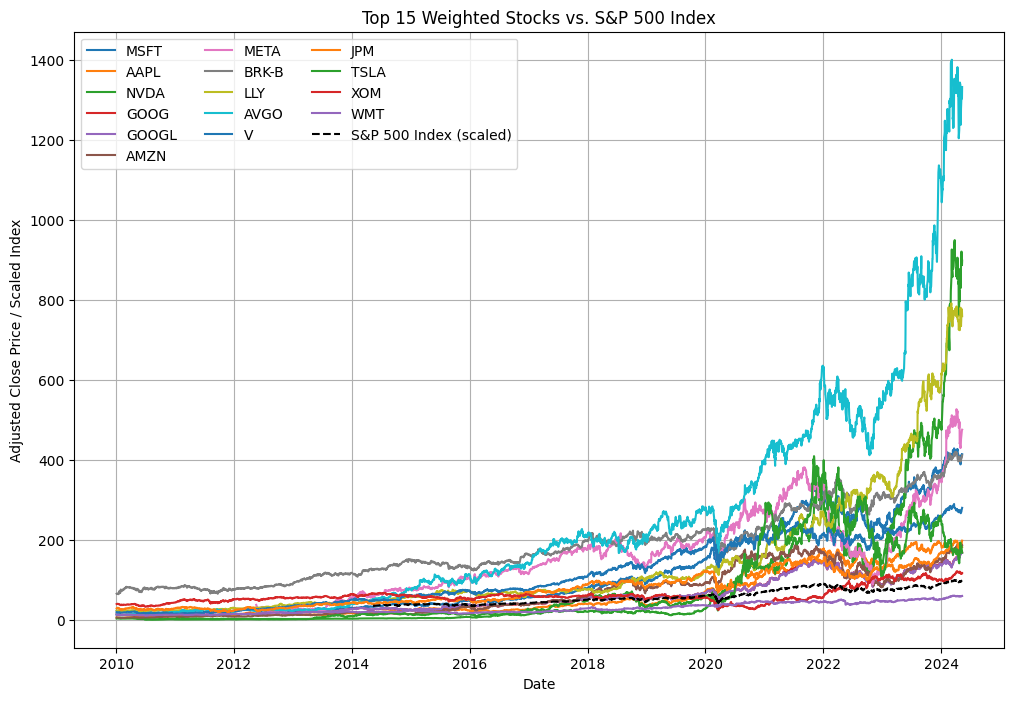 Top 15 Weighted Stocks vs. S&P 500 Index
MSFT
AAPL
NVDA
GOOG
GOOGL
AMZN
META
BRK-B
LLY
AVGO
V
JPM
TSLA
XOM
WMT
S&P 500 Index (scaled)
Adjusted Close Price / Scaled Index
1400
1200
1000
800
600
400
200
0
2010
2012
2014
2016
2018
2020
2022
2024
Date